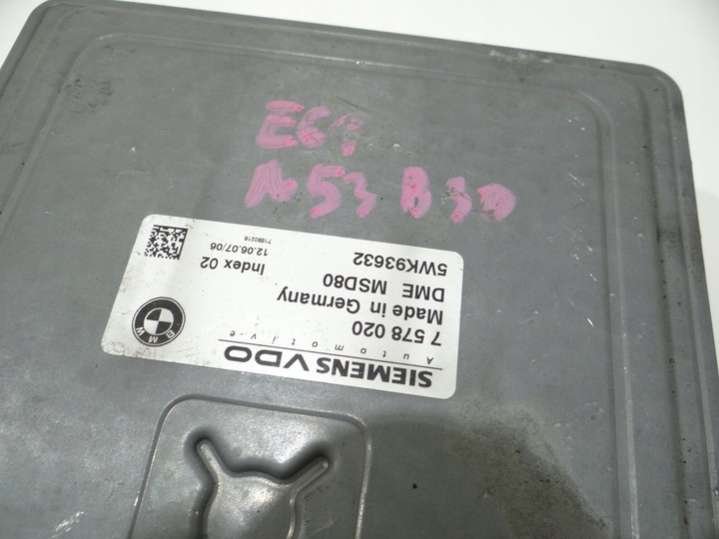 E61
N53 B30
SIEMENS VDO
Automotive
7 578 020
Made in Germany
DME MSD80
5WK93632
Index 02
12.06.07/06
BMW